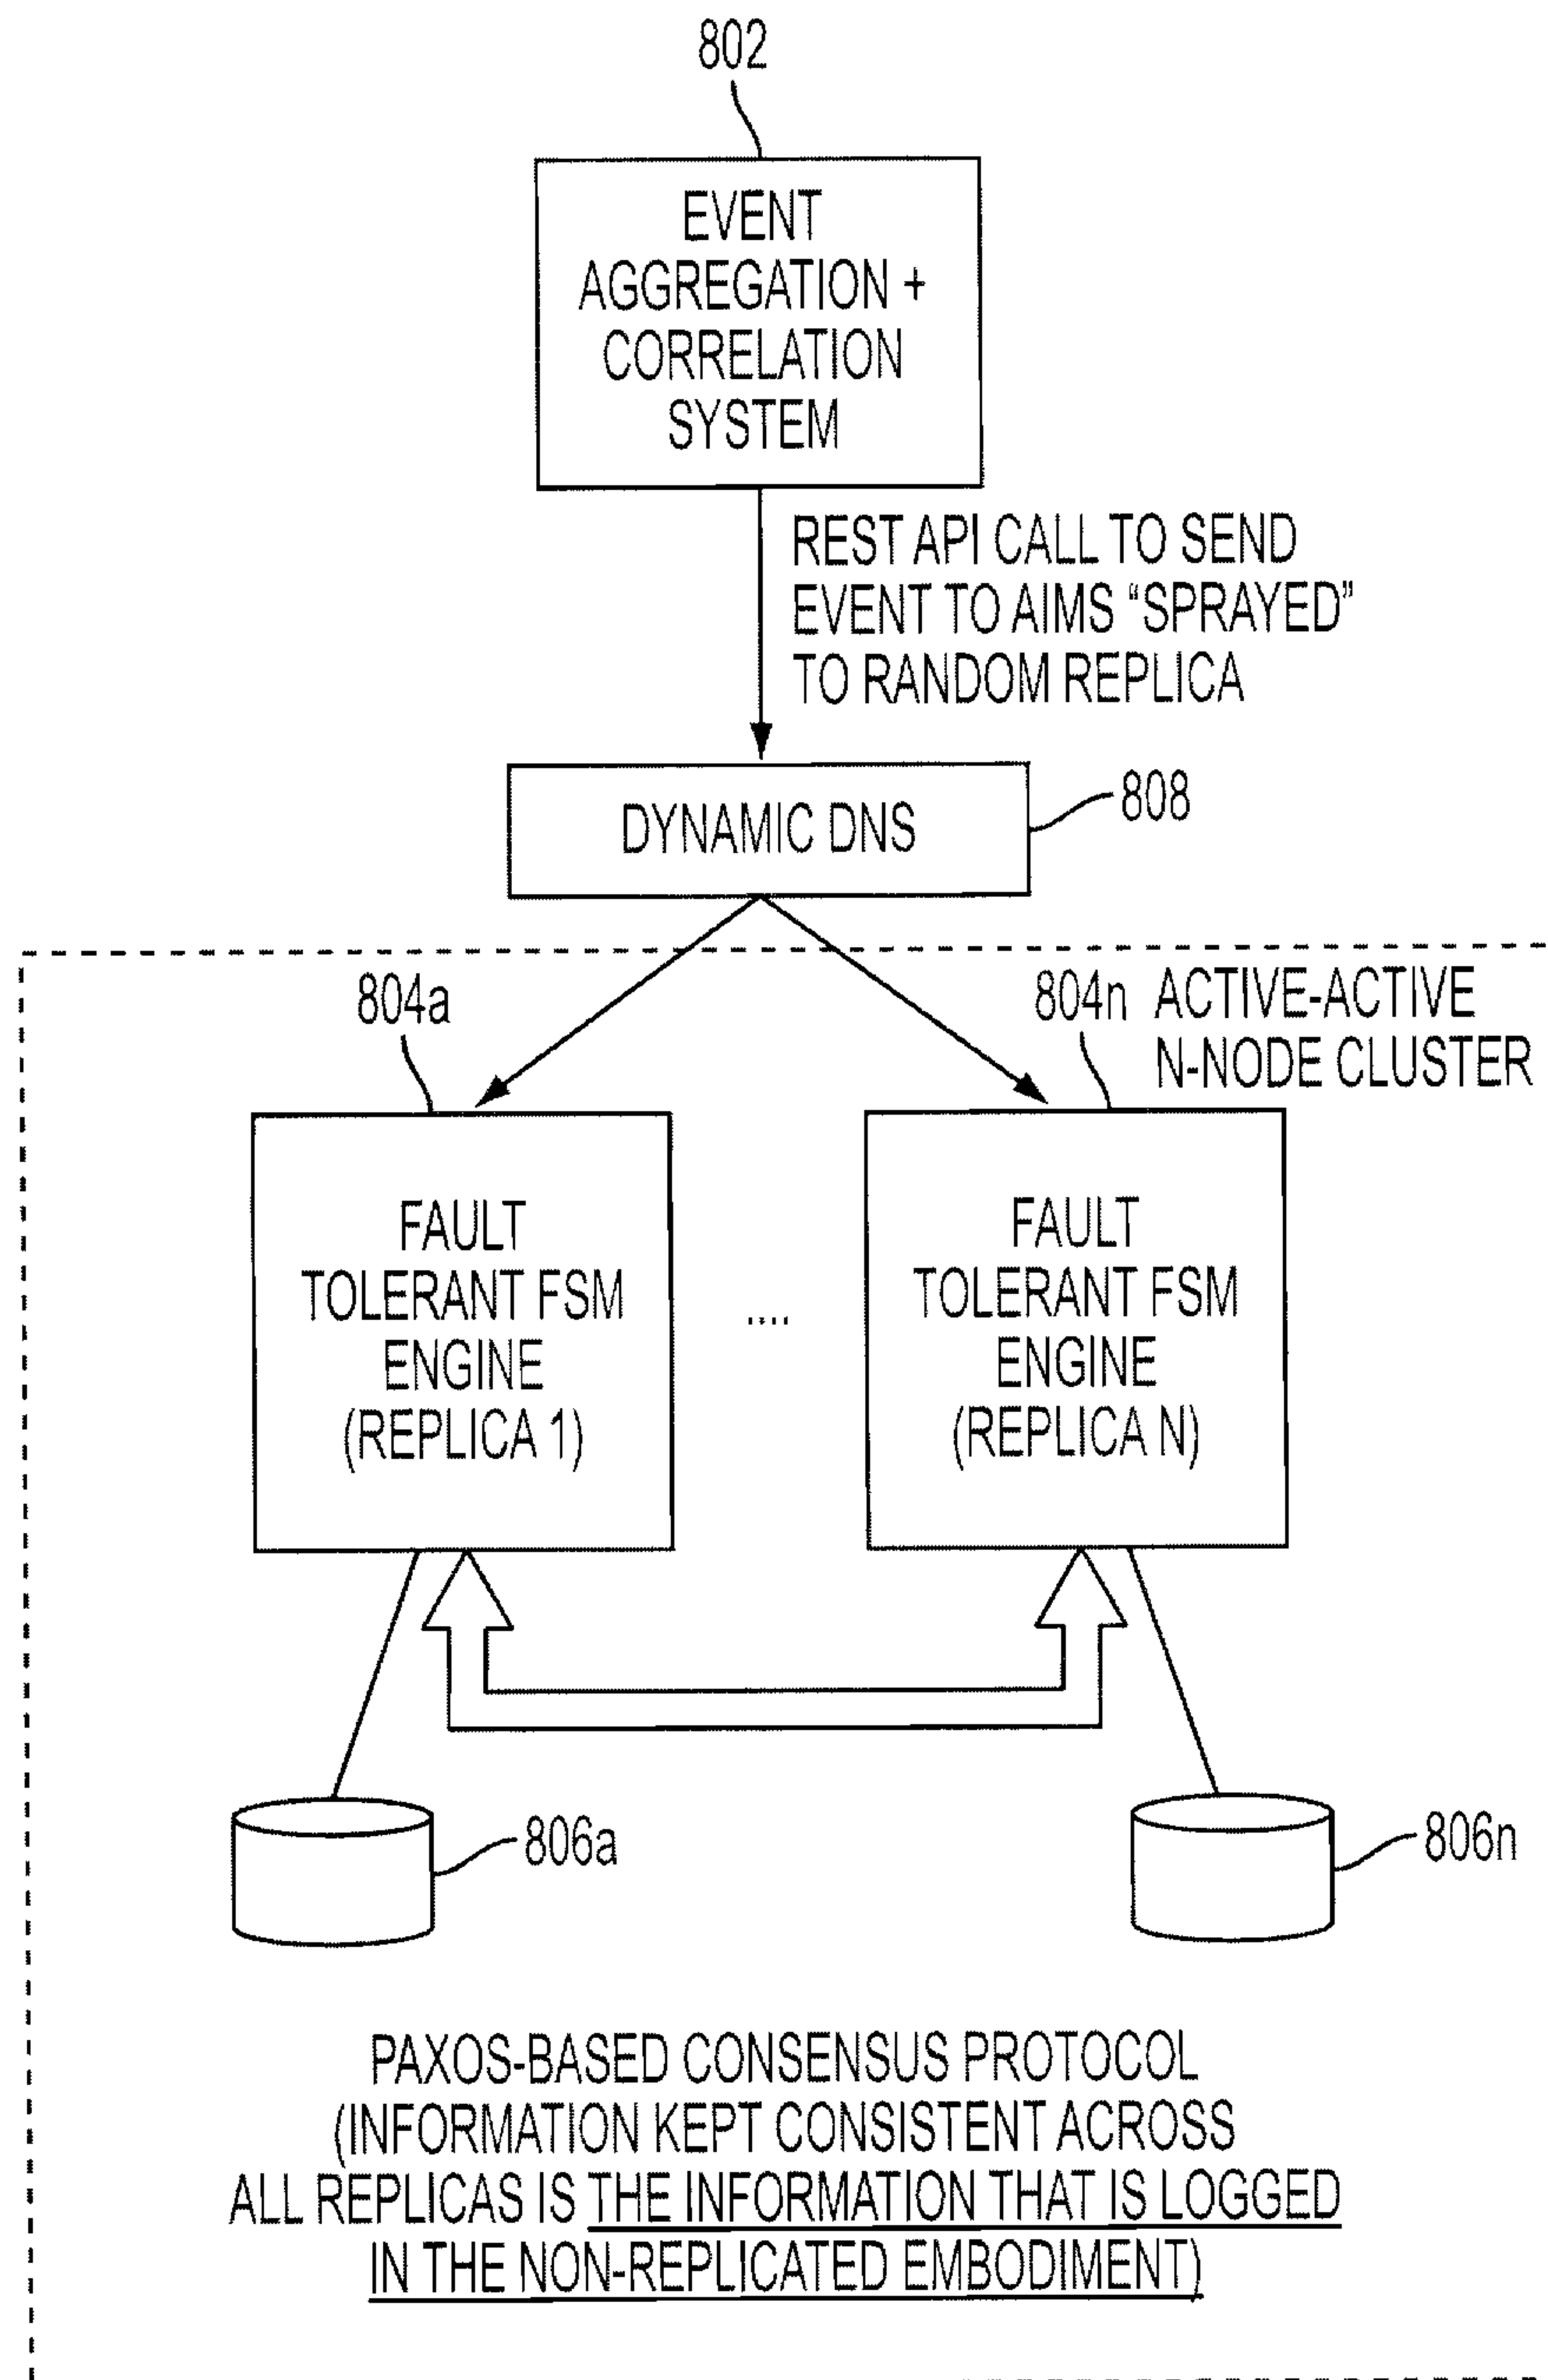 802
EVENT
AGGREGATION +
CORRELATION
SYSTEM
REST API CALL TO SEND
EVENT TO AIMS “SPRAYED”
TO RANDOM REPLICA
DYNAMIC DNS
808
804a
804n
ACTIVE-ACTIVE
N-NODE CLUSTER
FAULT
TOLERANT FSM
ENGINE
(REPLICA 1)
....
FAULT
TOLERANT FSM
ENGINE
(REPLICA N)
806a
806n
PAXOS-BASED CONSENSUS PROTOCOL
(INFORMATION KEPT CONSISTENT ACROSS
ALL REPLICAS IS THE INFORMATION THAT IS LOGGED
IN THE NON-REPLICATED EMBODIMENT)